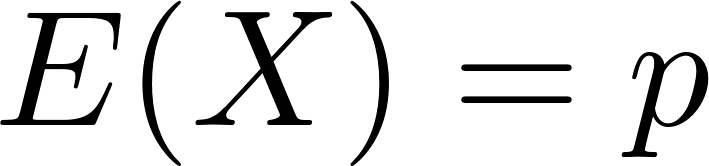 E(X) = p